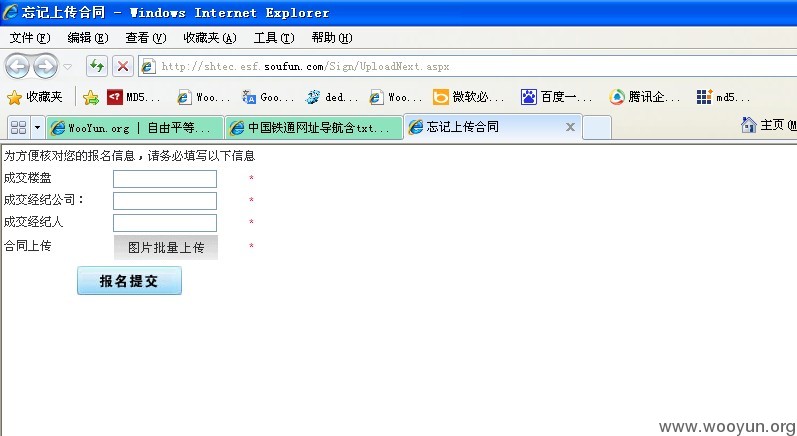 忘记上传合同 - Windows Internet Explorer
文件(F) 编辑(E) 查看(V) 收藏夹(A) 工具(T) 帮助(H)
http://shtec.esf.soufun.com/Sign/UploadNext.aspx
收藏夹 MD5... Woo... Goo... ded... Woo... 微软必... 百度一... 腾讯企... md5...
WooYun.org | 自由平等... 中国铁通网址导航含txt... 忘记上传合同 主页(M
为方便核对您的报名信息，请务必填写以下信息
成交楼盘 *
成交经纪公司： *
成交经纪人 *
合同上传 图片批量上传 *
报名提交
www.wooyun.org